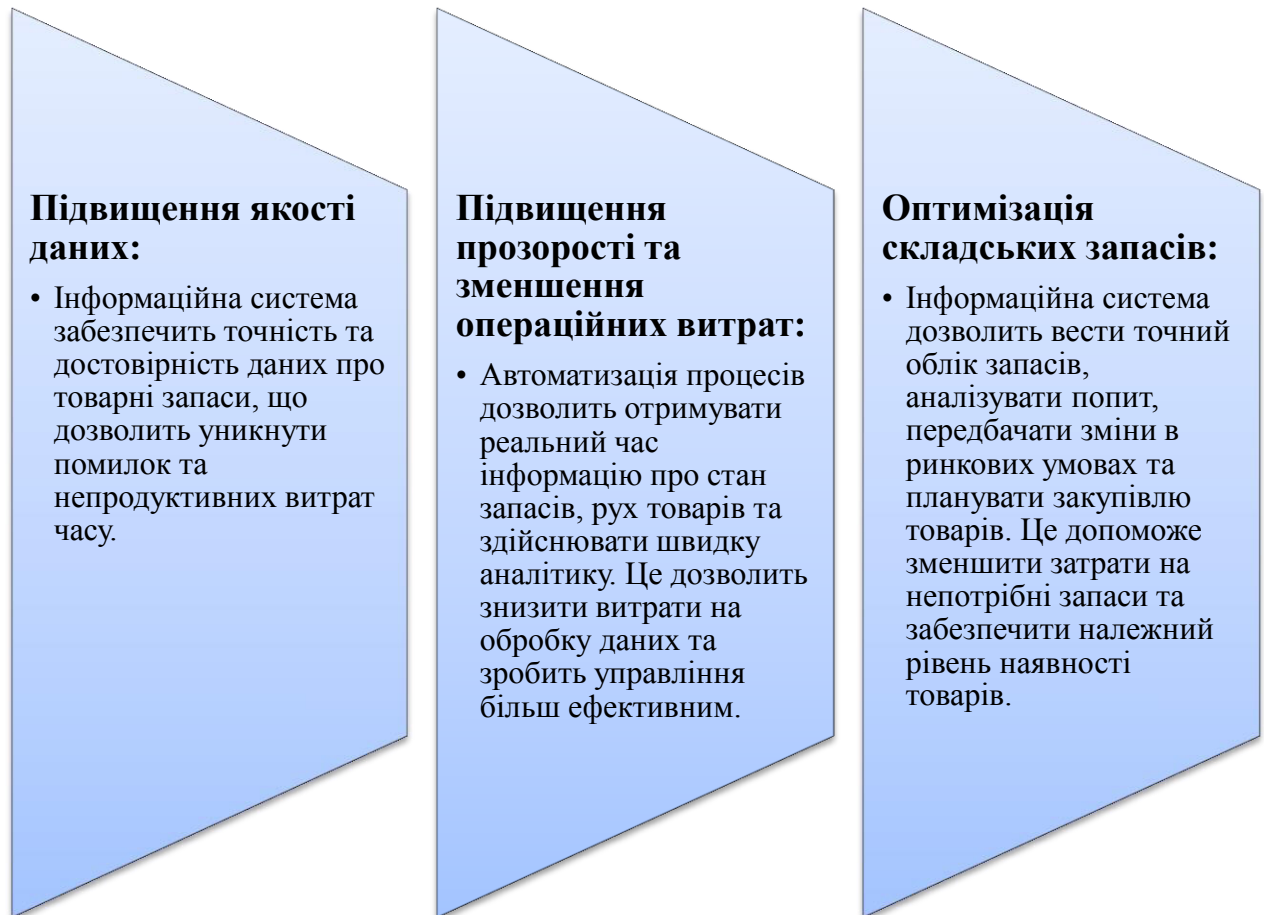 Підвищення якості
даних:
• Інформаційна система
забезпечить точність та
достовірність даних про
товарні запаси, що
дозволить уникнути
помилок та
непродуктивних витрат
часу.
Підвищення
прозорості та
зменшення
операційних витрат:
• Автоматизація процесів
дозволить отримувати
реальний час
інформацію про стан
запасів, рух товарів та
здійснювати швидку
аналітику. Це дозволить
знизити витрати на
обробку даних та
зробить управління
більш ефективним.
Оптимізація
складських запасів:
• Інформаційна система
дозволить вести точний
облік запасів,
аналізувати попит,
передбачати зміни в
ринкових умовах та
планувати закупівлю
товарів. Це допоможе
зменшити затрати на
непотрібні запаси та
забезпечити належний
рівень наявності
товарів.